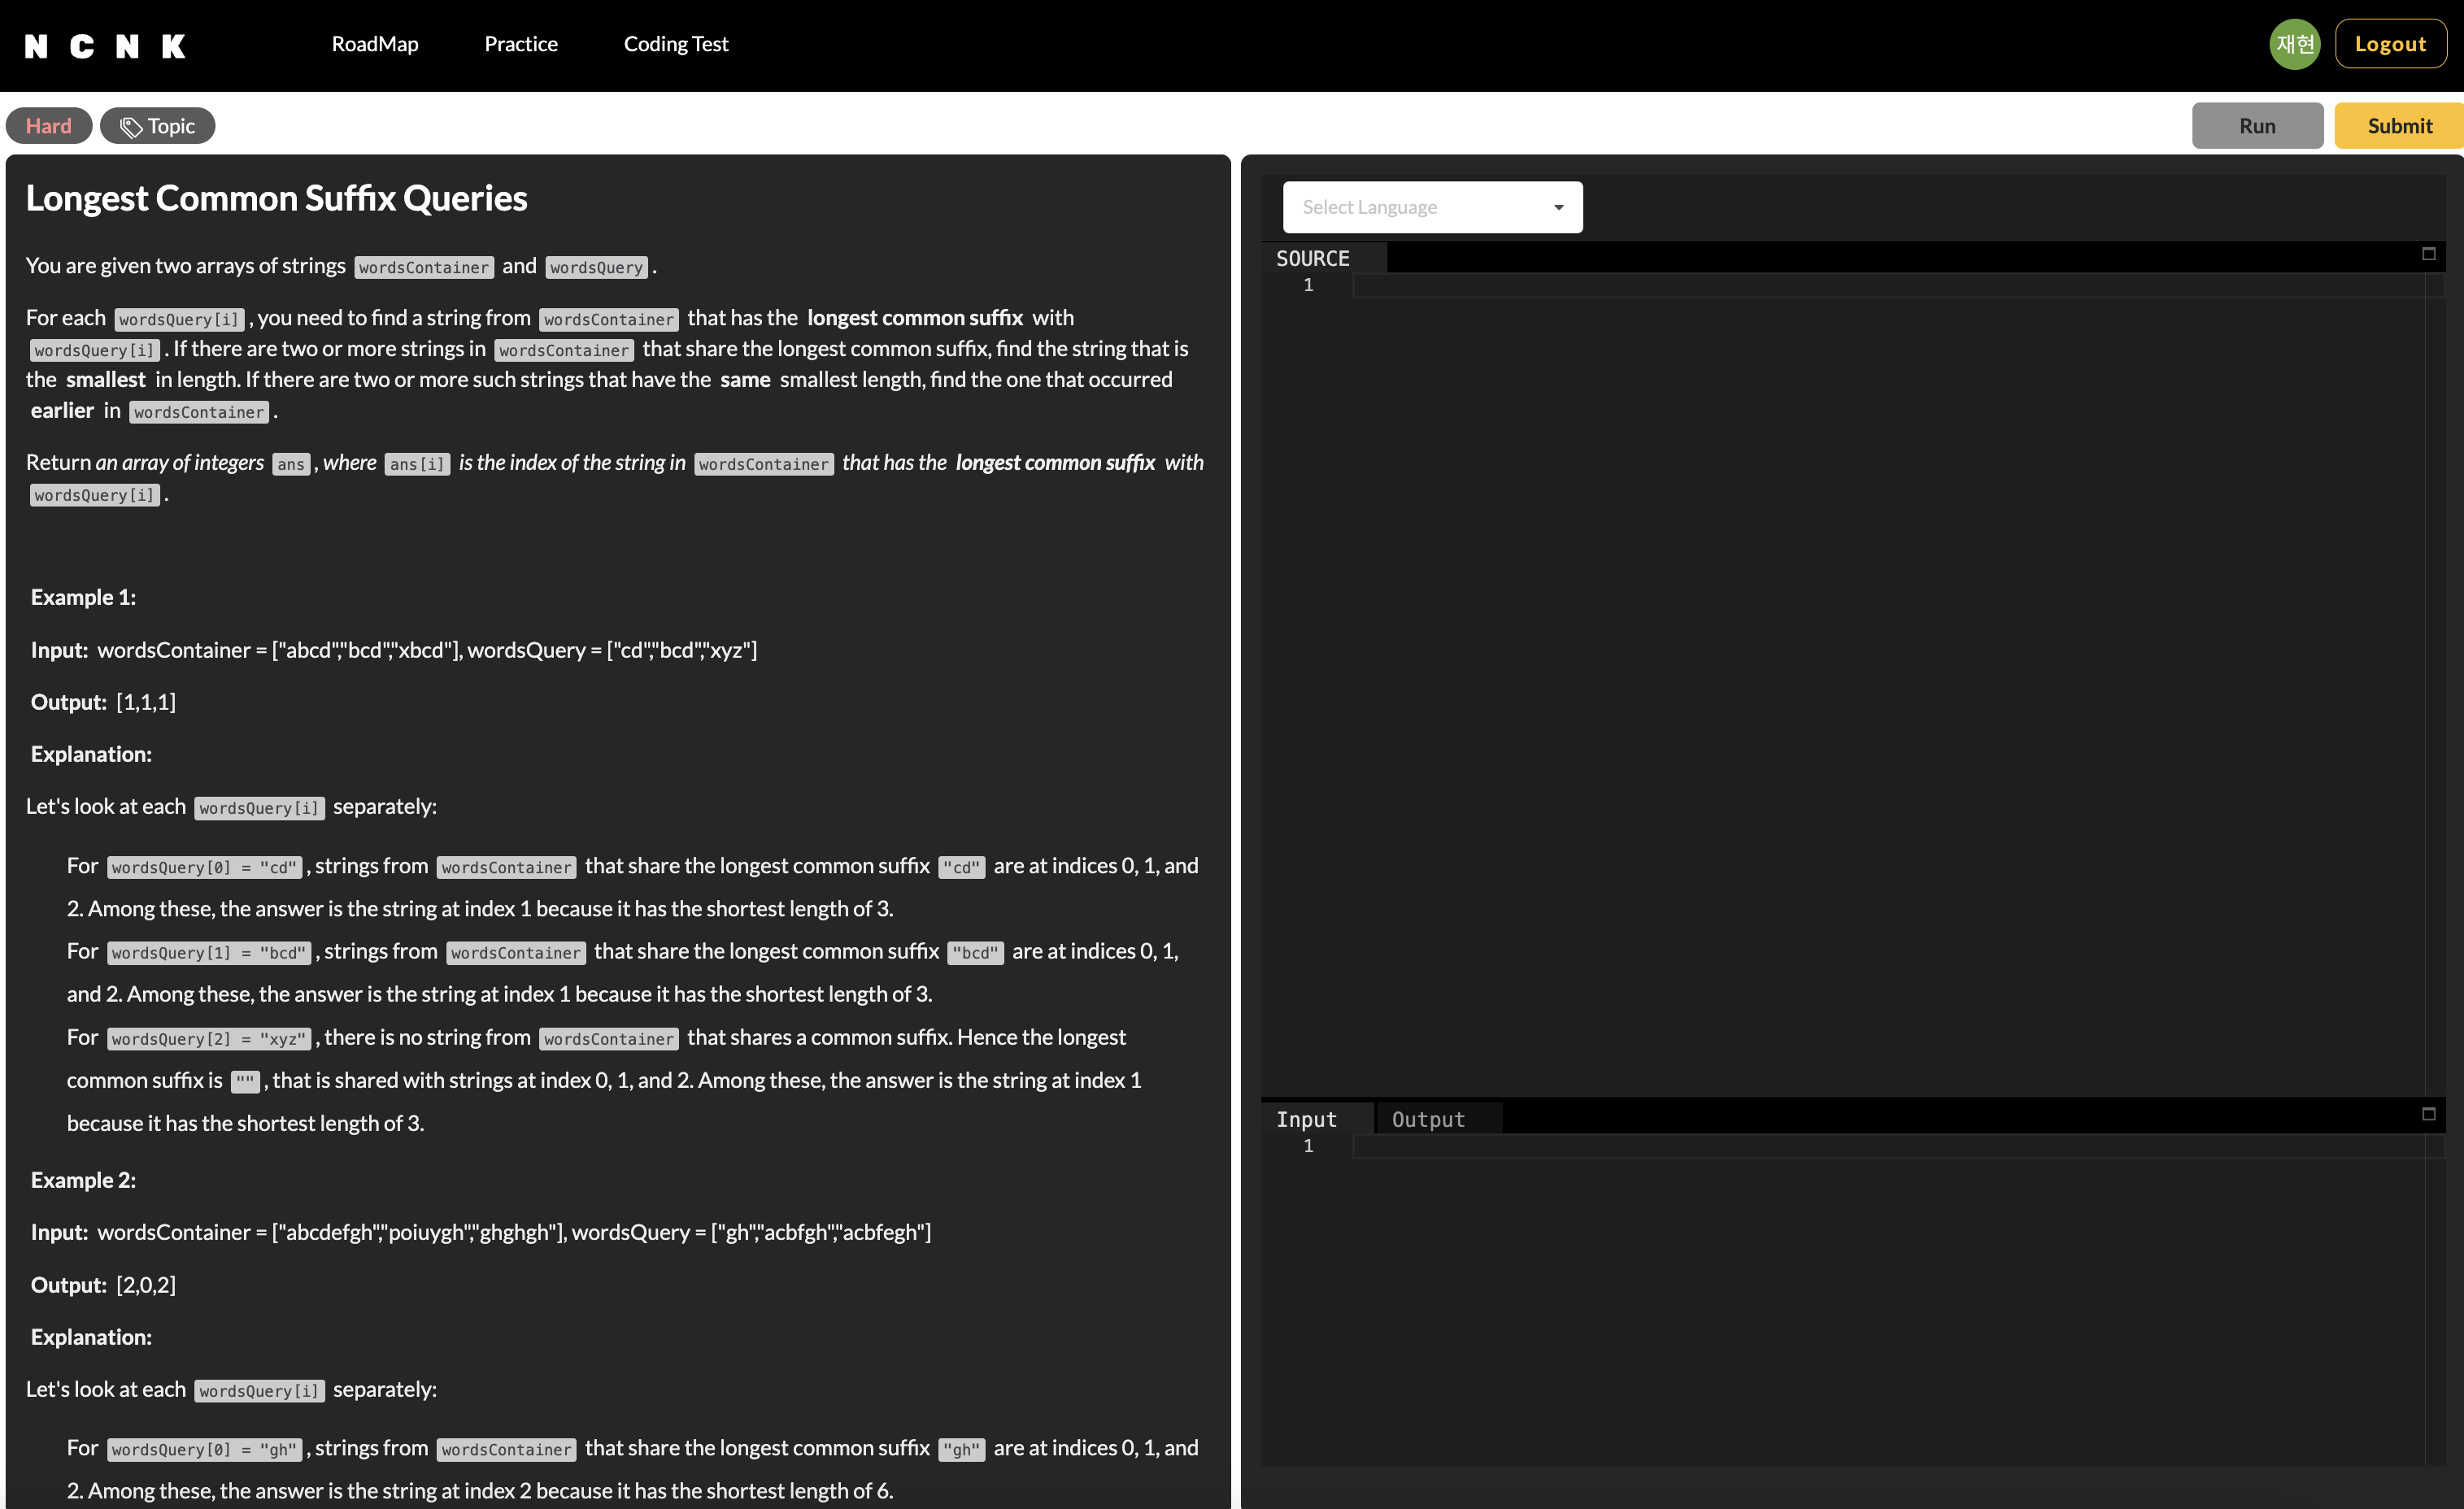 N C N K
RoadMap
Practice
Coding Test
재현
Logout
Hard
Topic
Run
Submit
Longest Common Suffix Queries
You are given two arrays of strings wordsContainer and wordsQuery .
For each wordsQuery[i] , you need to find a string from wordsContainer that has the longest common suffix with
wordsQuery[i] . If there are two or more strings in wordsContainer that share the longest common suffix, find the string that is
the smallest in length. If there are two or more such strings that have the same smallest length, find the one that occurred
earlier in wordsContainer .
Return an array of integers ans , where ans[i] is the index of the string in wordsContainer that has the longest common suffix with
wordsQuery[i] .
Example 1:
Input: wordsContainer = ["abcd","bcd","xbcd"], wordsQuery = ["cd","bcd","xyz"]
Output: [1,1,1]
Explanation:
Let's look at each wordsQuery[i] separately:
For wordsQuery[0] = "cd" , strings from wordsContainer that share the longest common suffix "cd" are at indices 0, 1, and
2. Among these, the answer is the string at index 1 because it has the shortest length of 3.
For wordsQuery[1] = "bcd" , strings from wordsContainer that share the longest common suffix "bcd" are at indices 0, 1,
and 2. Among these, the answer is the string at index 1 because it has the shortest length of 3.
For wordsQuery[2] = "xyz" , there is no string from wordsContainer that shares a common suffix. Hence the longest
common suffix is "" , that is shared with strings at index 0, 1, and 2. Among these, the answer is the string at index 1
because it has the shortest length of 3.
Example 2:
Input: wordsContainer = ["abcdefgh","poiuygh","ghghgh"], wordsQuery = ["gh","acbfgh","acbfegh"]
Output: [2,0,2]
Explanation:
Let's look at each wordsQuery[i] separately:
For wordsQuery[0] = "gh" , strings from wordsContainer that share the longest common suffix "gh" are at indices 0, 1, and
2. Among these, the answer is the string at index 2 because it has the shortest length of 6.
Select Language
SOURCE
1
Input
Output
1